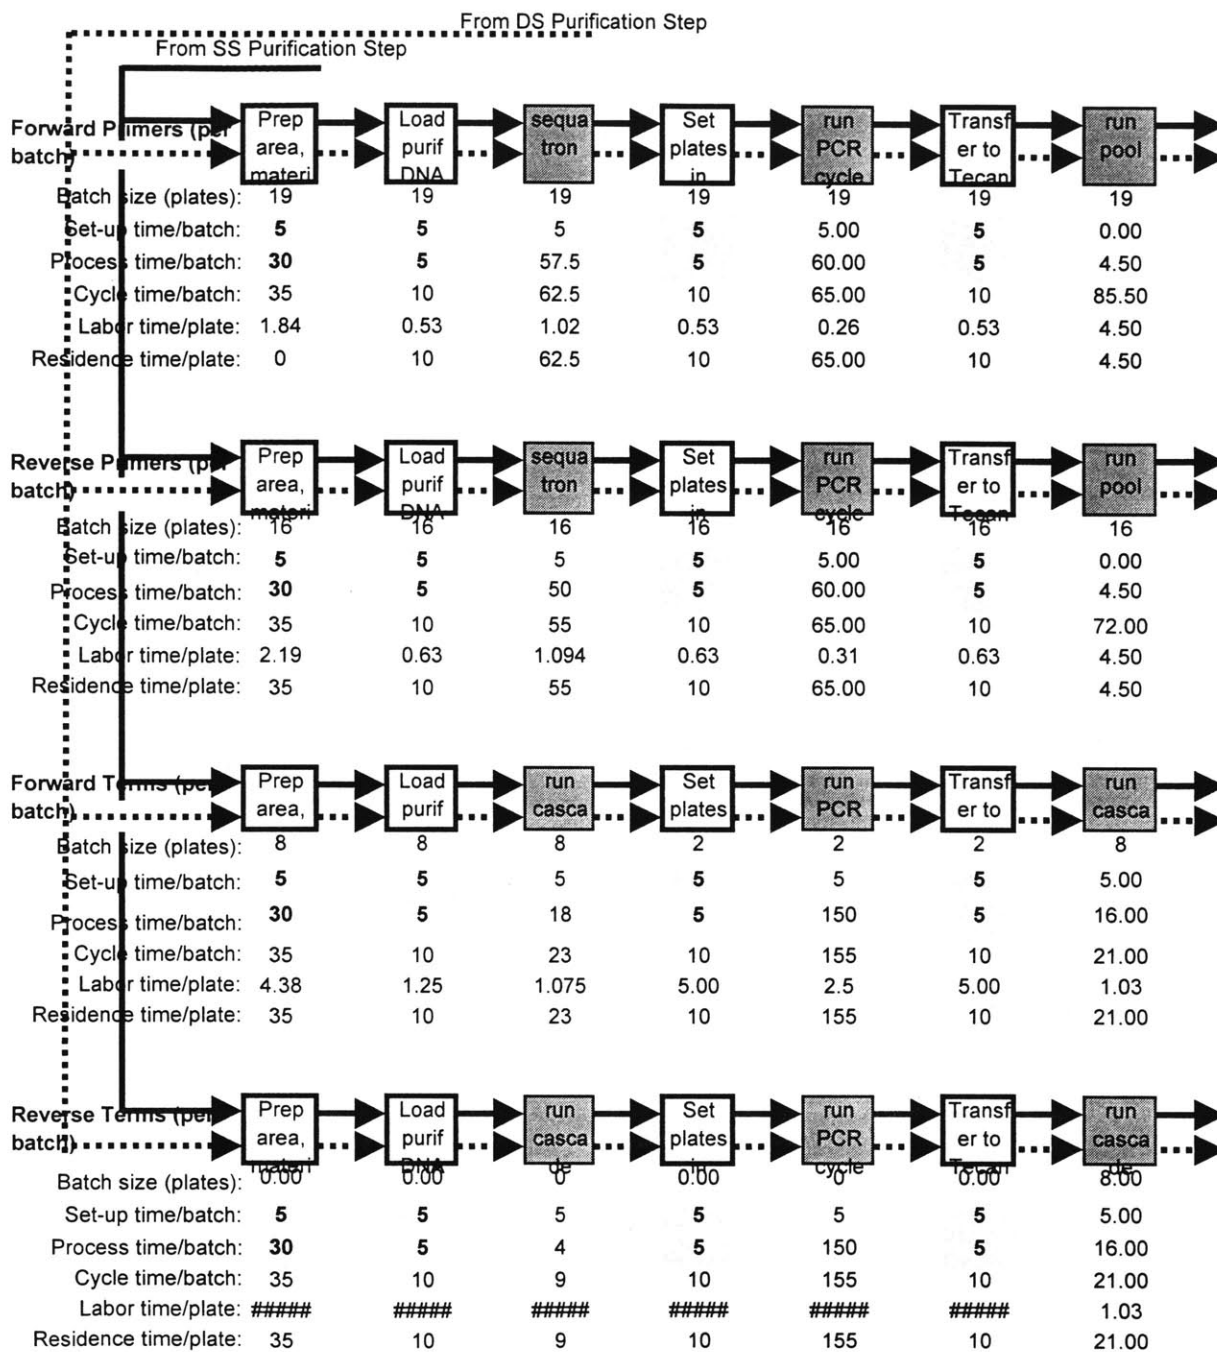 From DS Purification Step
From SS Purification Step
Forward Primers (per
batch)
Prep
area,
materi
Load
purif
DNA
sequa
tron
Set
plates
in
run
PCR
cycle
Transf
er to
Tecan
run
pool
Batch size (plates): 19 19 19 19 19 19 19
Set-up time/batch: 5 5 5 5 5.00 5 0.00
Process time/batch: 30 5 57.5 5 60.00 5 4.50
Cycle time/batch: 35 10 62.5 10 65.00 10 85.50
Labor time/plate: 1.84 0.53 1.02 0.53 0.26 0.53 4.50
Residence time/plate: 0 10 62.5 10 65.00 10 4.50
Reverse Primers (per
batch)
Prep
area,
materi
Load
purif
DNA
sequa
tron
Set
plates
in
run
PCR
cycle
Transf
er to
Tecan
run
pool
Batch size (plates): 16 16 16 16 16 16 16
Set-up time/batch: 5 5 5 5 5.00 5 0.00
Process time/batch: 30 5 50 5 60.00 5 4.50
Cycle time/batch: 35 10 55 10 65.00 10 72.00
Labor time/plate: 2.19 0.63 1.094 0.63 0.31 0.63 4.50
Residence time/plate: 35 10 55 10 65.00 10 4.50
Forward Terms (per
batch)
Prep
area,
Load
purif
run
casca
Set
plates
run
PCR
Transf
er to
run
casca
Batch size (plates): 8 8 8 2 2 2 8
Set-up time/batch: 5 5 5 5 5 5 5.00
Process time/batch: 30 5 18 5 150 5 16.00
Cycle time/batch: 35 10 23 10 155 10 21.00
Labor time/plate: 4.38 1.25 1.075 5.00 2.5 5.00 1.03
Residence time/plate: 35 10 23 10 155 10 21.00
Reverse Terms (per
batch)
Prep
area,
materi
Load
purif
DNA
run
casca
de
Set
plates
in
run
PCR
cycle
Transf
er to
Tecan
run
casca
de
Batch size (plates): 0.00 0.00 0 0.00 0 0.00 8.00
Set-up time/batch: 5 5 5 5 5 5 5.00
Process time/batch: 30 5 4 5 150 5 16.00
Cycle time/batch: 35 10 9 10 155 10 21.00
Labor time/plate: ##### ##### ##### ##### ##### ##### 1.03
Residence time/plate: 35 10 9 10 155 10 21.00